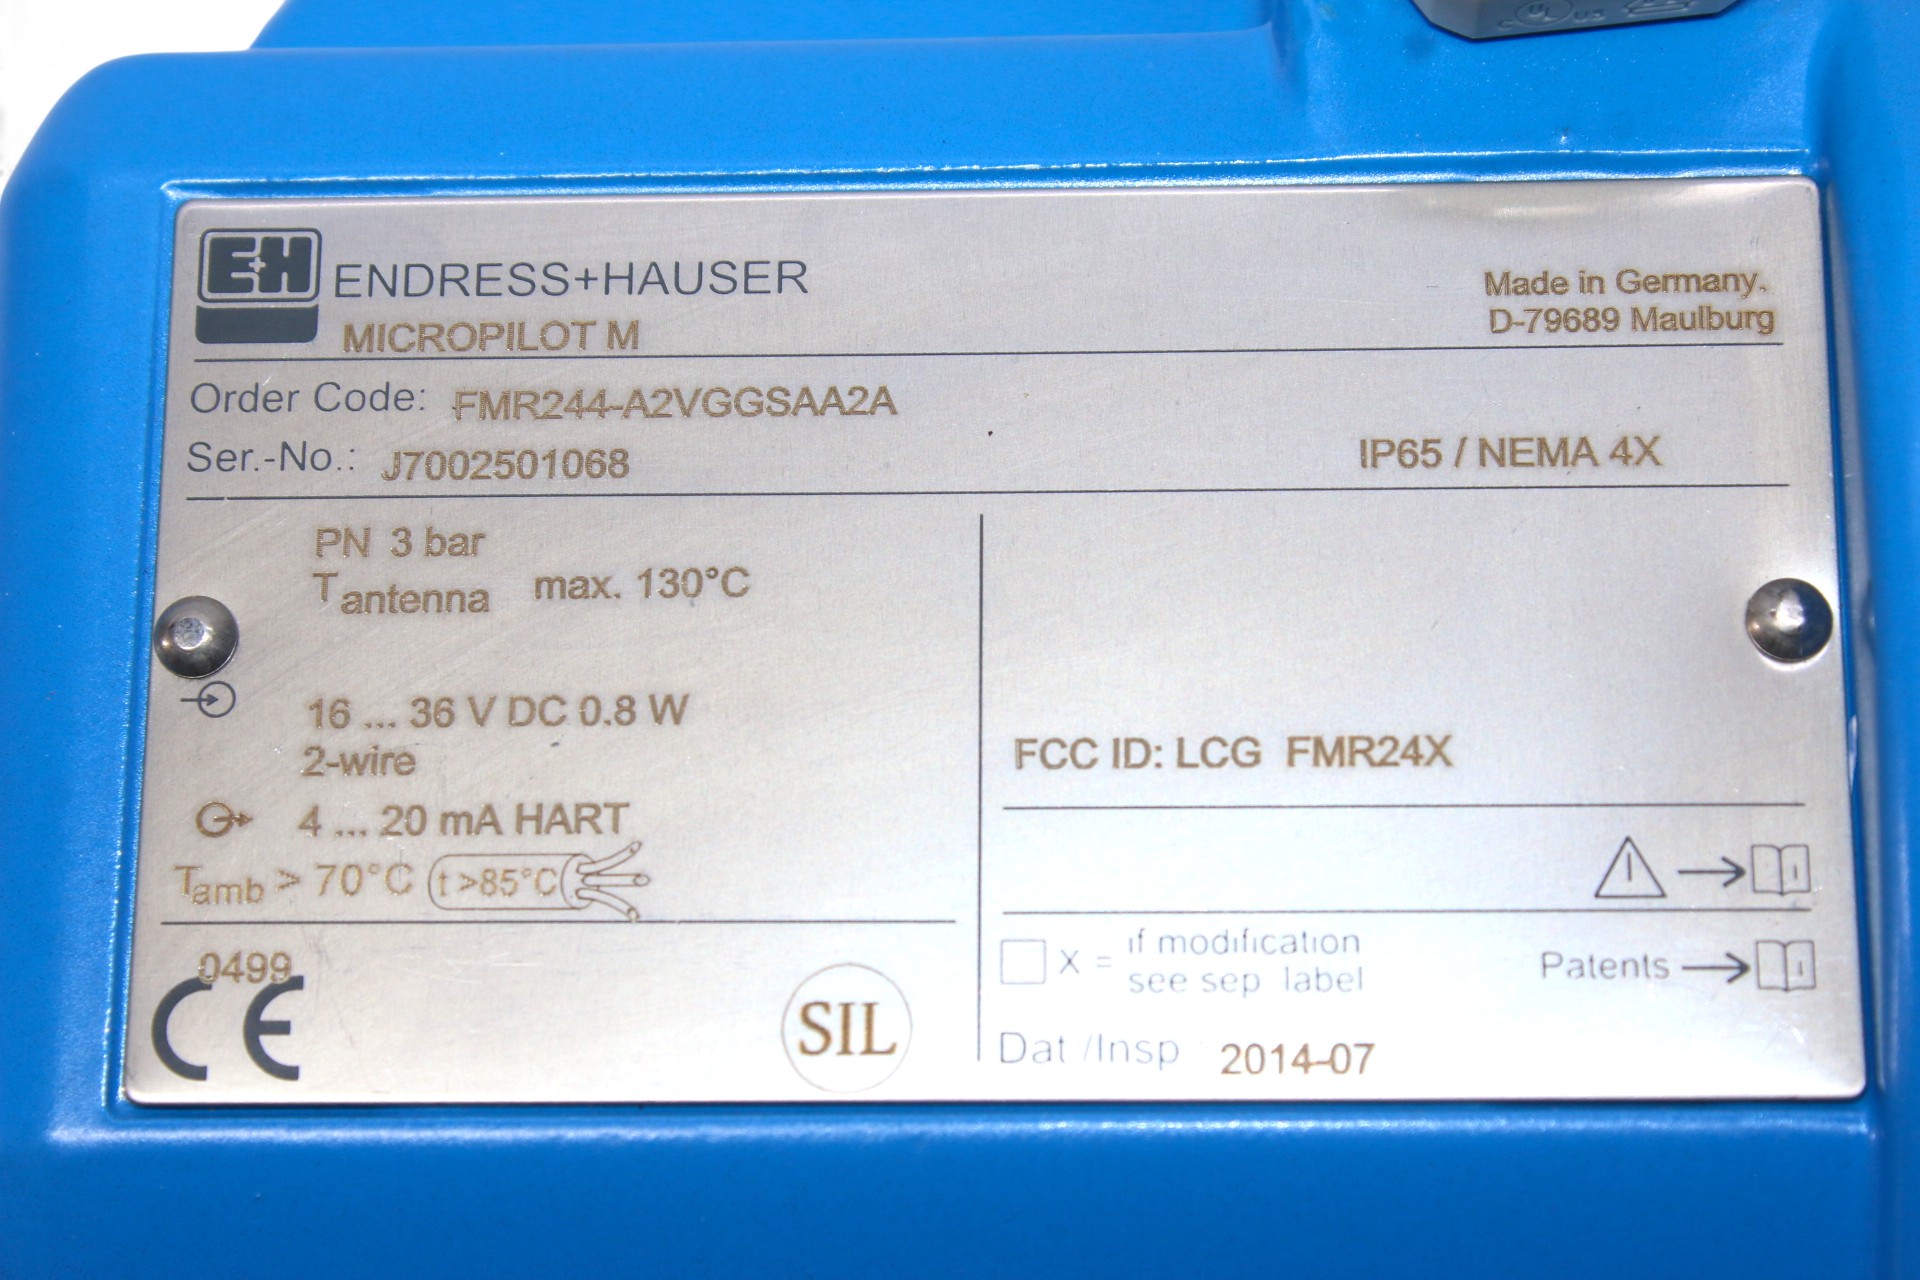 c UL US
E+H
ENDRESS+HAUSER
MICROPILOT M
Made in Germany,
D-79689 Maulburg
Order Code: FMR244-A2VGGSAA2A
Ser.-No.: J7002501068
IP65 / NEMA 4X
PN 3 bar
Tantenna max. 130°C
16 ... 36 V DC 0.8 W
2-wire
4 ... 20 mA HART
Tamb > 70°C t >85°C
FCC ID: LCG FMR24X
0499
CE
SIL
X = if modification
see sep label
Patents
Dat /Insp 2014-07